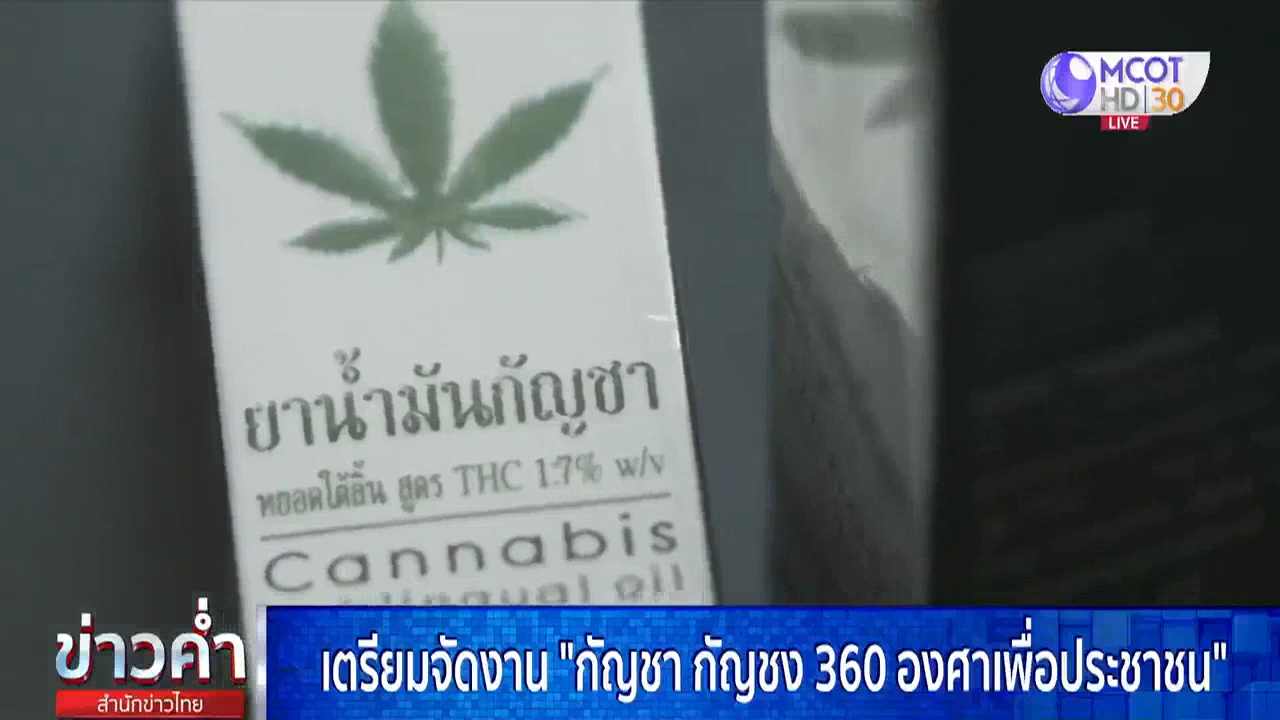 MCOT
HD 30
LIVE
ยาน้ำมันกัญชา
หยอดใต้ลิ้น สูตร THC 1.7% w/v
Cannabis
oil
ข่าวค่ำ
สำนักข่าวไทย
เตรียมจัดงาน "กัญชา กัญชง 360 องศาเพื่อประชาชน"